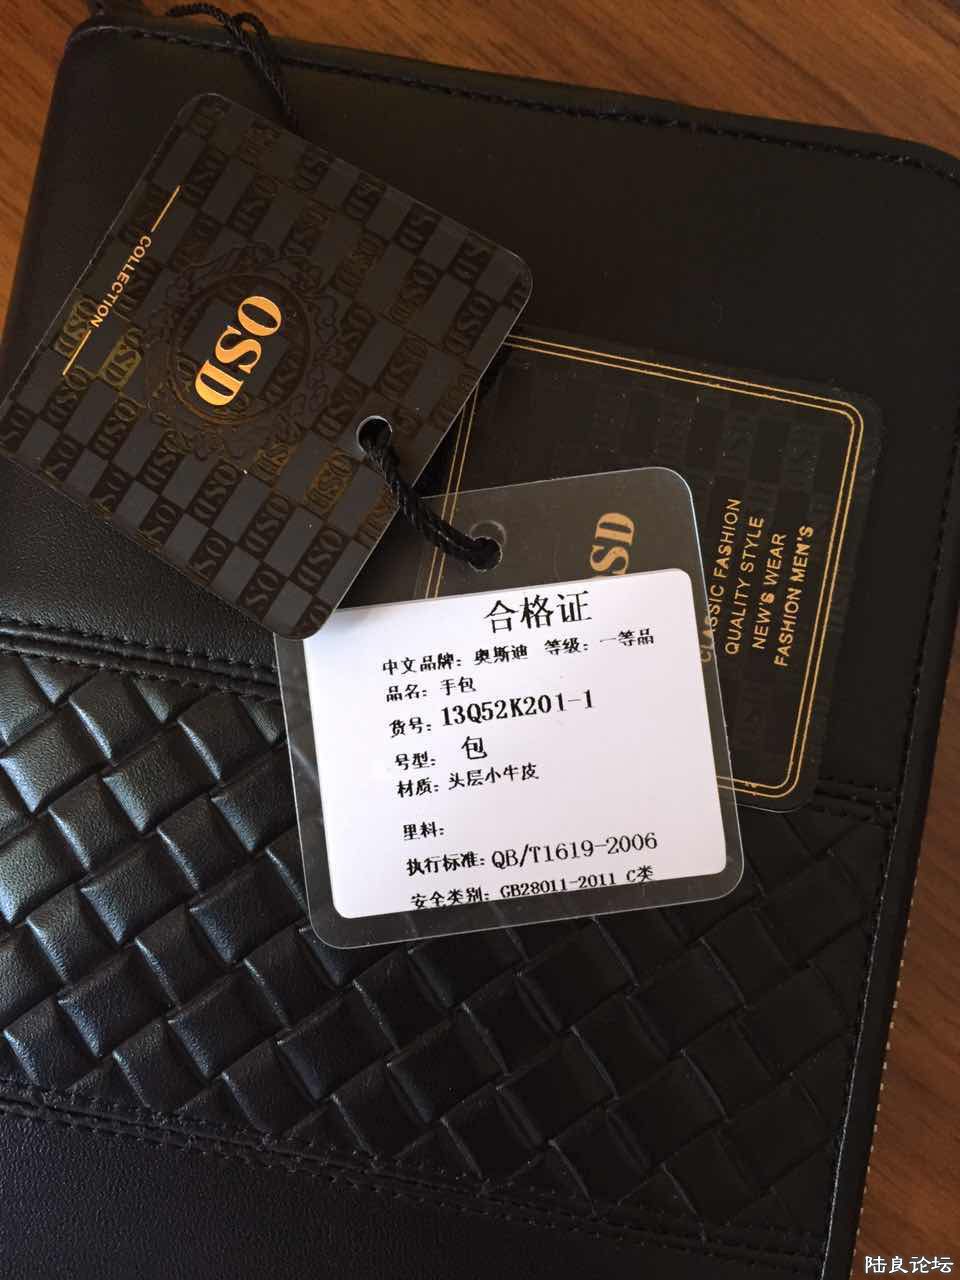 COLLECTION
OSD
SD
CLASSIC FASHION
QUALITY STYLE
NEW'S WEAR
FASHION MEN'S
合格证
中文品牌：奥斯迪 等级：一等品
品名：手包
货号：13Q52K201-1
号型：包
材质：头层小牛皮
里料：
执行标准：QB/T1619-2006
安全类别：GB28011-2011 C类
陆良论坛